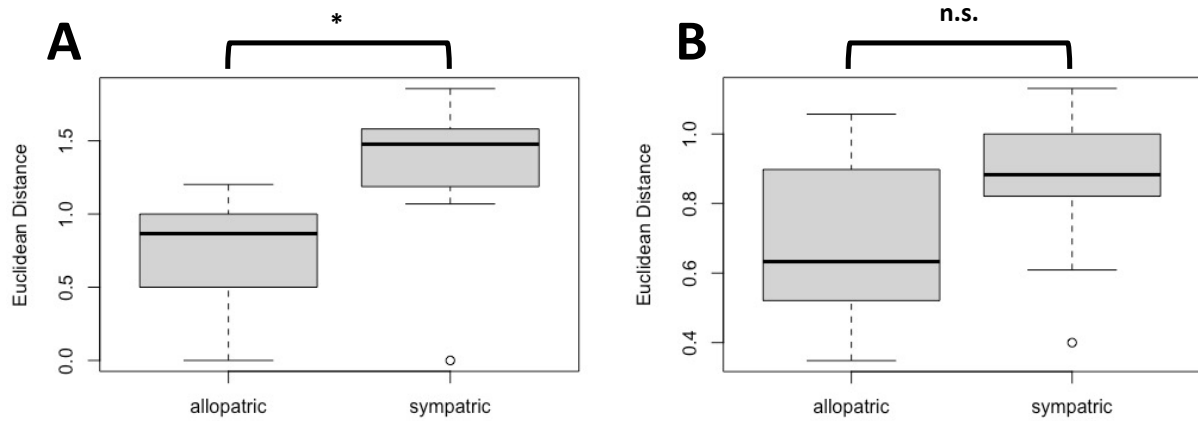 A
*
Euclidean Distance
1.5
1.0
0.5
0.0
allopatric
sympatric
B
n.s.
Euclidean Distance
1.0
0.8
0.6
0.4
allopatric
sympatric